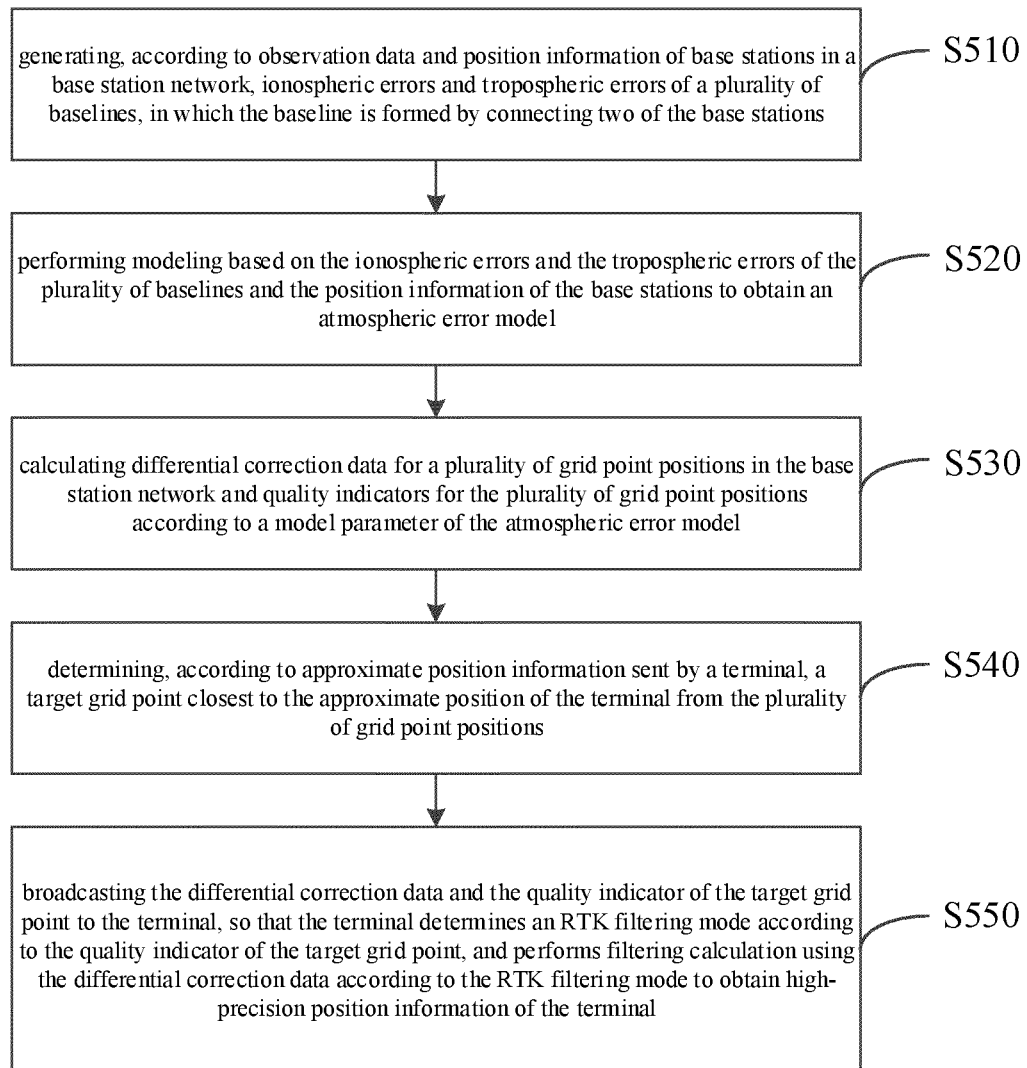 generating, according to observation data and position information of base stations in a
base station network, ionospheric errors and tropospheric errors of a plurality of
baselines, in which the baseline is formed by connecting two of the base stations
S510
performing modeling based on the ionospheric errors and the tropospheric errors of the
plurality of baselines and the position information of the base stations to obtain an
atmospheric error model
S520
calculating differential correction data for a plurality of grid point positions in the base
station network and quality indicators for the plurality of grid point positions
according to a model parameter of the atmospheric error model
S530
determining, according to approximate position information sent by a terminal, a
target grid point closest to the approximate position of the terminal from the plurality
of grid point positions
S540
broadcasting the differential correction data and the quality indicator of the target grid
point to the terminal, so that the terminal determines an RTK filtering mode according
to the quality indicator of the target grid point, and performs filtering calculation using
the differential correction data according to the RTK filtering mode to obtain high-
precision position information of the terminal
S550